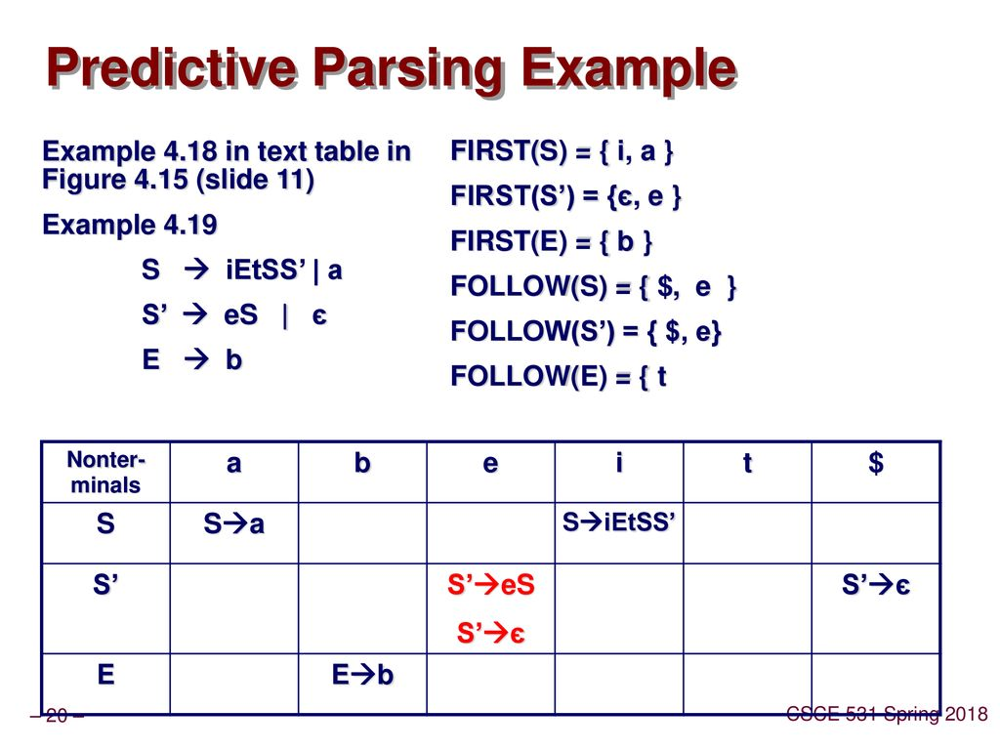 Predictive Parsing Example
Example 4.18 in text table in
Figure 4.15 (slide 11)
Example 4.19
S → iEtSS’ | a
S’ → eS | є
E → b
FIRST(S) = { i, a }
FIRST(S’) = {є, e }
FIRST(E) = { b }
FOLLOW(S) = { $, e }
FOLLOW(S’) = { $, e}
FOLLOW(E) = { t
Nonter-
minals
a b e i t $
S S→a S→iEtSS’
S’ S’→eS S’→є
S’→є
E E→b
– 20 –
CSCE 531 Spring 2018